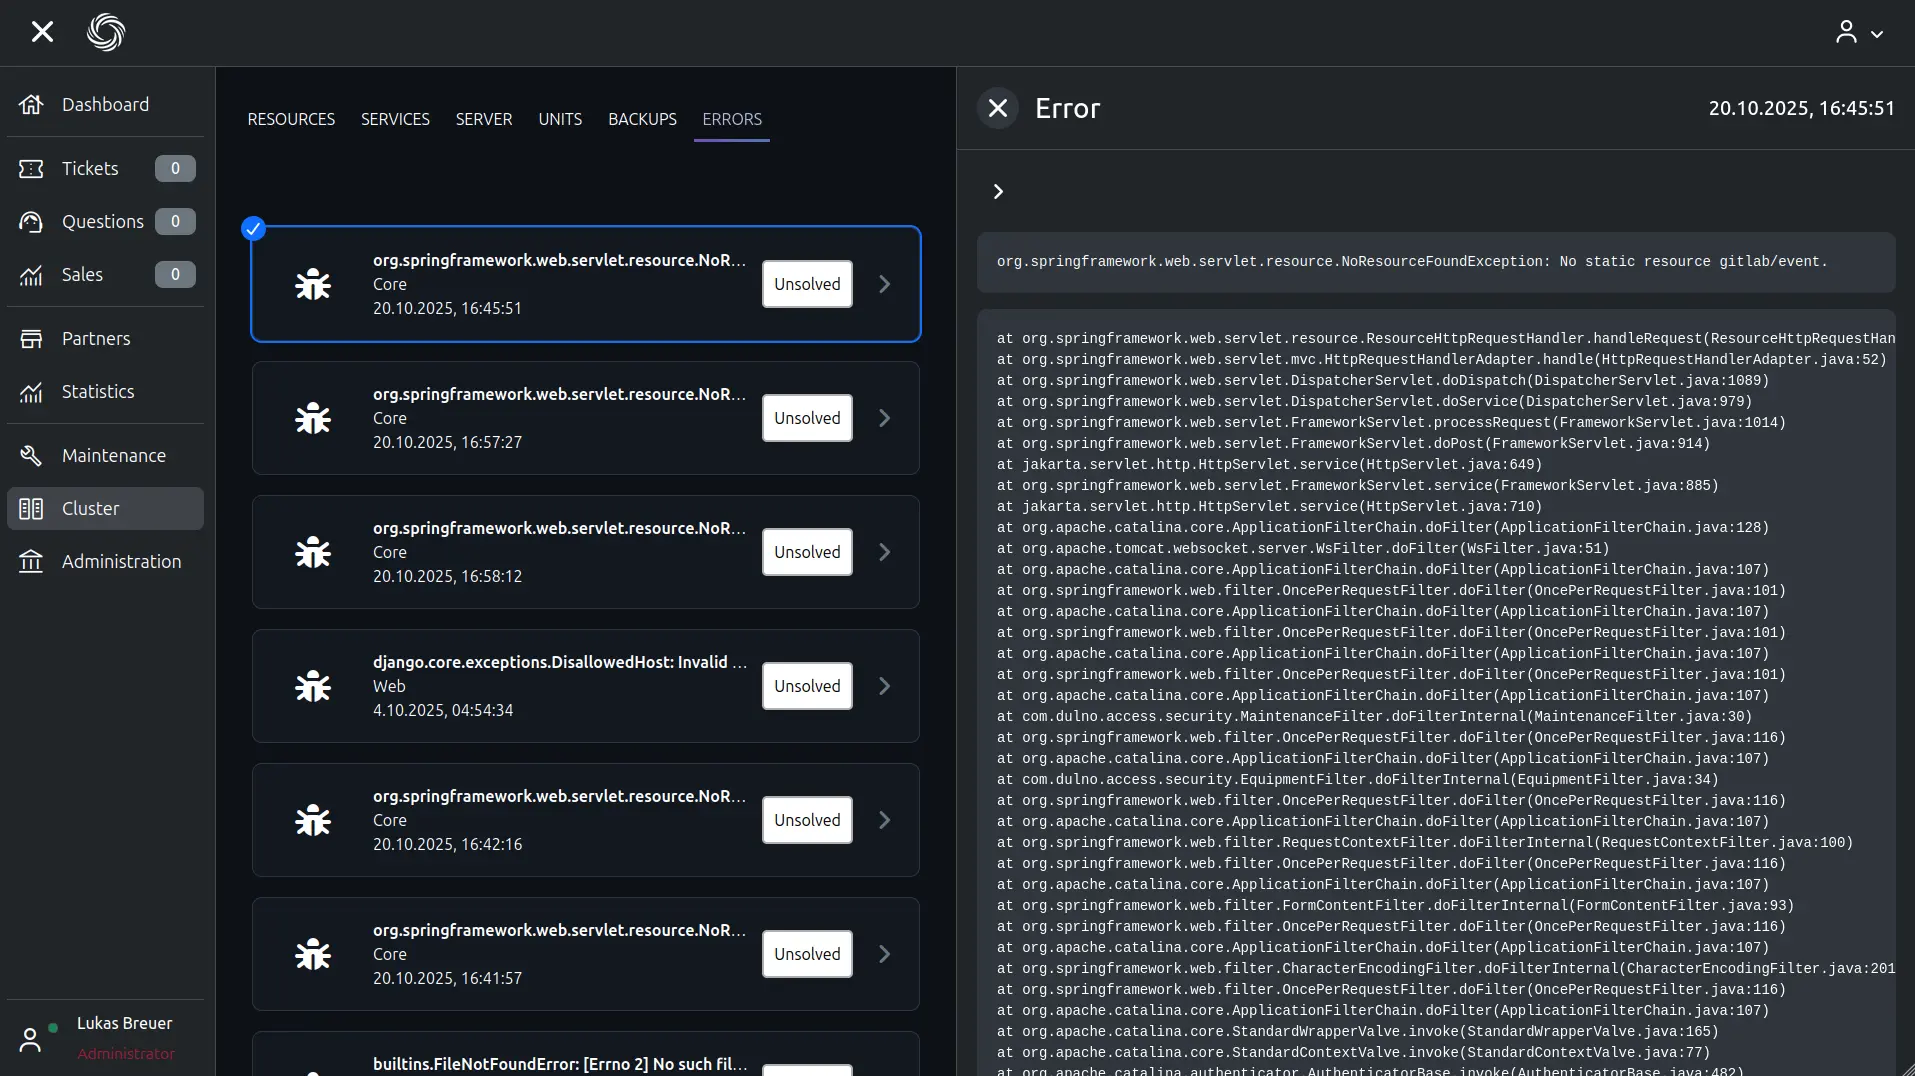 Dashboard
Tickets 0
Questions 0
Sales 0
Partners
Statistics
Maintenance
Cluster
Administration
Lukas Breuer
Administrator
RESOURCES SERVICES SERVER UNITS BACKUPS ERRORS
org.springframework.web.servlet.resource.NoR...
Core
20.10.2025, 16:45:51
Unsolved
org.springframework.web.servlet.resource.NoR...
Core
20.10.2025, 16:57:27
Unsolved
org.springframework.web.servlet.resource.NoR...
Core
20.10.2025, 16:58:12
Unsolved
django.core.exceptions.DisallowedHost: Invalid ...
Web
4.10.2025, 04:54:34
Unsolved
org.springframework.web.servlet.resource.NoR...
Core
20.10.2025, 16:42:16
Unsolved
org.springframework.web.servlet.resource.NoR...
Core
20.10.2025, 16:41:57
Unsolved
builtins.FileNotFoundError: [Errno 2] No such fil...
Error
20.10.2025, 16:45:51
org.springframework.web.servlet.resource.NoResourceFoundException: No static resource gitlab/event.
at org.springframework.web.servlet.resource.ResourceHttpRequestHandler.handleRequest(ResourceHttpRequestHan
at org.springframework.web.servlet.mvc.HttpRequestHandlerAdapter.handle(HttpRequestHandlerAdapter.java:52)
at org.springframework.web.servlet.DispatcherServlet.doDispatch(DispatcherServlet.java:1089)
at org.springframework.web.servlet.DispatcherServlet.doService(DispatcherServlet.java:979)
at org.springframework.web.servlet.FrameworkServlet.processRequest(FrameworkServlet.java:1014)
at org.springframework.web.servlet.FrameworkServlet.doPost(FrameworkServlet.java:914)
at jakarta.servlet.http.HttpServlet.service(HttpServlet.java:649)
at org.springframework.web.servlet.FrameworkServlet.service(FrameworkServlet.java:885)
at jakarta.servlet.http.HttpServlet.service(HttpServlet.java:710)
at org.apache.catalina.core.ApplicationFilterChain.doFilter(ApplicationFilterChain.java:128)
at org.apache.tomcat.websocket.server.WsFilter.doFilter(WsFilter.java:51)
at org.apache.catalina.core.ApplicationFilterChain.doFilter(ApplicationFilterChain.java:107)
at org.springframework.web.filter.OncePerRequestFilter.doFilter(OncePerRequestFilter.java:101)
at org.apache.catalina.core.ApplicationFilterChain.doFilter(ApplicationFilterChain.java:107)
at org.springframework.web.filter.OncePerRequestFilter.doFilter(OncePerRequestFilter.java:101)
at org.apache.catalina.core.ApplicationFilterChain.doFilter(ApplicationFilterChain.java:107)
at org.springframework.web.filter.OncePerRequestFilter.doFilter(OncePerRequestFilter.java:101)
at org.apache.catalina.core.ApplicationFilterChain.doFilter(ApplicationFilterChain.java:107)
at com.dulno.access.security.MaintenanceFilter.doFilterInternal(MaintenanceFilter.java:30)
at org.springframework.web.filter.OncePerRequestFilter.doFilter(OncePerRequestFilter.java:116)
at org.apache.catalina.core.ApplicationFilterChain.doFilter(ApplicationFilterChain.java:107)
at com.dulno.access.security.EquipmentFilter.doFilterInternal(EquipmentFilter.java:34)
at org.springframework.web.filter.OncePerRequestFilter.doFilter(OncePerRequestFilter.java:116)
at org.apache.catalina.core.ApplicationFilterChain.doFilter(ApplicationFilterChain.java:107)
at org.springframework.web.filter.RequestContextFilter.doFilterInternal(RequestContextFilter.java:100)
at org.springframework.web.filter.OncePerRequestFilter.doFilter(OncePerRequestFilter.java:116)
at org.apache.catalina.core.ApplicationFilterChain.doFilter(ApplicationFilterChain.java:107)
at org.springframework.web.filter.FormContentFilter.doFilterInternal(FormContentFilter.java:93)
at org.springframework.web.filter.OncePerRequestFilter.doFilter(OncePerRequestFilter.java:116)
at org.apache.catalina.core.ApplicationFilterChain.doFilter(ApplicationFilterChain.java:107)
at org.springframework.web.filter.CharacterEncodingFilter.doFilterInternal(CharacterEncodingFilter.java:201
at org.springframework.web.filter.OncePerRequestFilter.doFilter(OncePerRequestFilter.java:116)
at org.apache.catalina.core.ApplicationFilterChain.doFilter(ApplicationFilterChain.java:107)
at org.apache.catalina.core.StandardWrapperValve.invoke(StandardWrapperValve.java:165)
at org.apache.catalina.core.StandardContextValve.invoke(StandardContextValve.java:77)
at org.apache.catalina.authenticator.AuthenticatorBase.invoke(AuthenticatorBase.java:482)